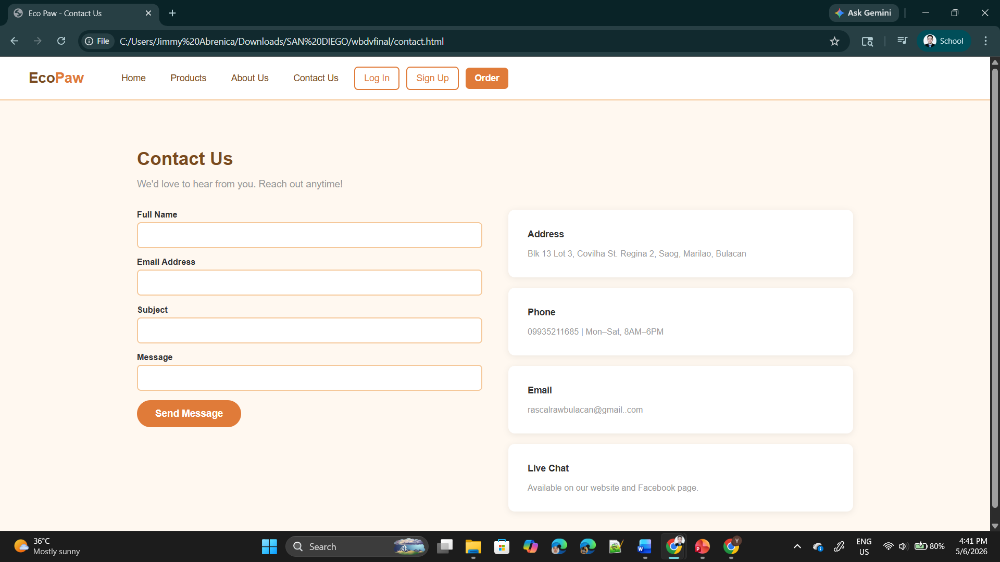 Eco Paw - Contact Us
Ask Gemini
File
C:/Users/Jimmy%20Abrenica/Downloads/SAN%20DIEGO/wbdvfinal/contact.html
School
EcoPaw
Home
Products
About Us
Contact Us
Log In
Sign Up
Order
Contact Us
We'd love to hear from you. Reach out anytime!
Full Name
Email Address
Subject
Message
Send Message
Address
Blk 13 Lot 3, Covilha St. Regina 2, Saog, Marilao, Bulacan
Phone
09935211685 | Mon–Sat, 8AM–6PM
Email
rascalrawbulacan@gmail..com
Live Chat
Available on our website and Facebook page.
36°C
Mostly sunny
Search
W
P
Y
ENG
US
80%
4:41 PM
5/6/2026